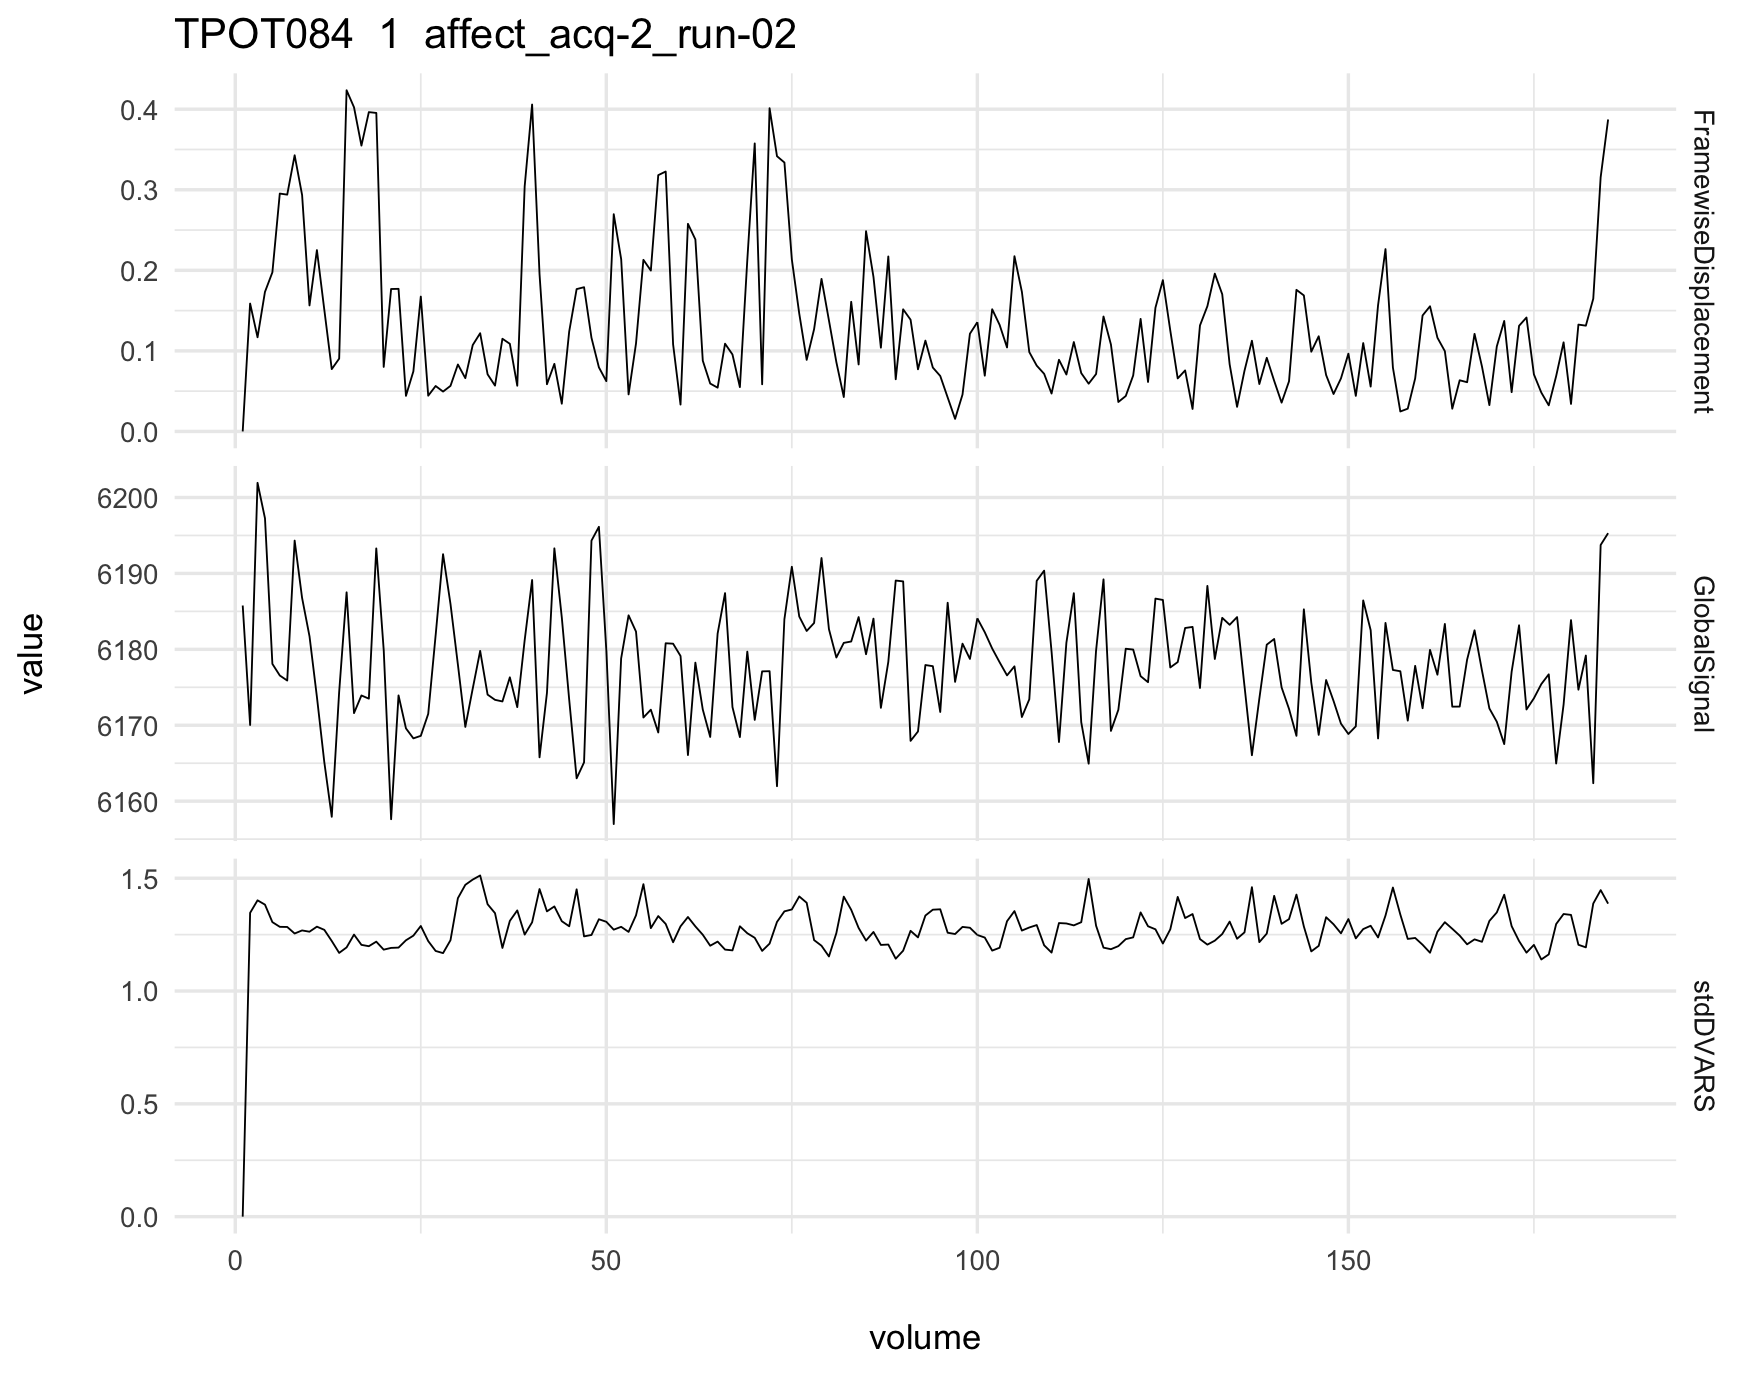 TPOT084 1 affect_acq-2_run-02
0.4
0.3
0.2
0.1
0.0
FramewiseDisplacement
6200
6190
6180
6170
6160
GlobalSignal
value
1.5
1.0
0.5
0.0
stdDVARS
0 50 100 150
volume